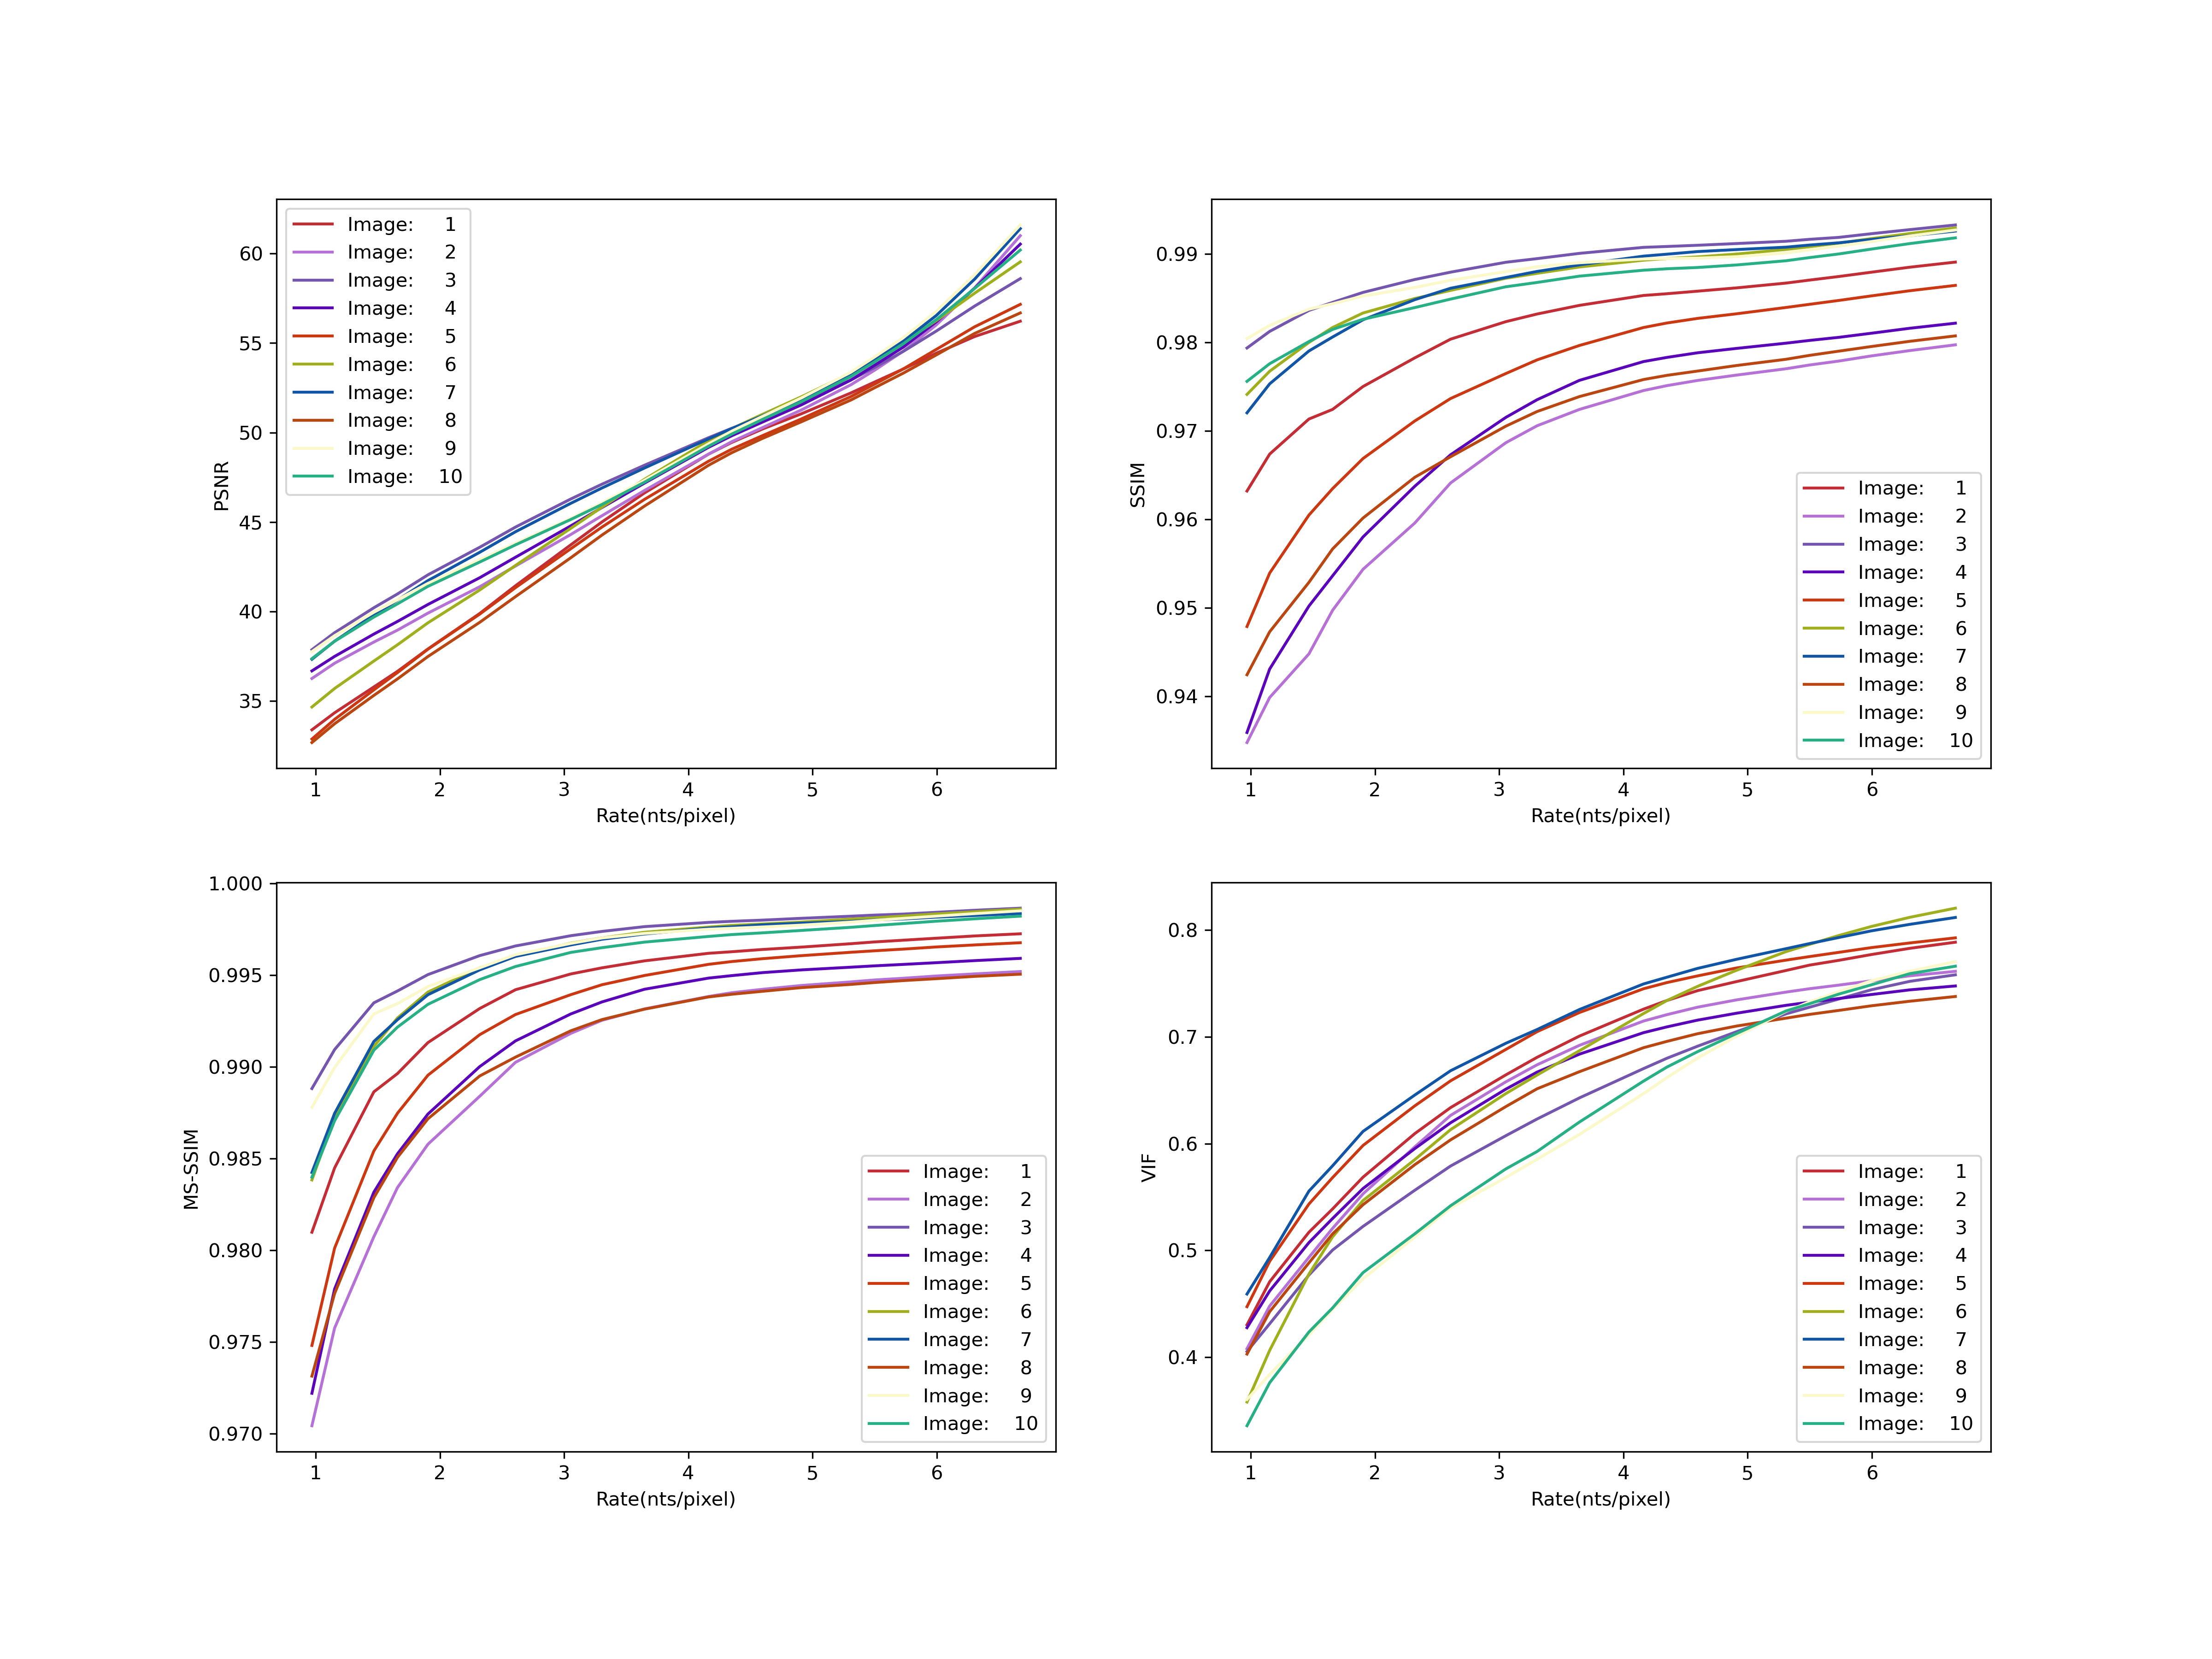 60
55
50
45
40
35
PSNR
1 2 3 4 5 6
Rate(nts/pixel)
Image: 1
Image: 2
Image: 3
Image: 4
Image: 5
Image: 6
Image: 7
Image: 8
Image: 9
Image: 10
0.99
0.98
0.97
0.96
0.95
0.94
SSIM
1 2 3 4 5 6
Rate(nts/pixel)
Image: 1
Image: 2
Image: 3
Image: 4
Image: 5
Image: 6
Image: 7
Image: 8
Image: 9
Image: 10
1.000
0.995
0.990
0.985
0.980
0.975
0.970
MS-SSIM
1 2 3 4 5 6
Rate(nts/pixel)
Image: 1
Image: 2
Image: 3
Image: 4
Image: 5
Image: 6
Image: 7
Image: 8
Image: 9
Image: 10
0.8
0.7
0.6
0.5
0.4
VIF
1 2 3 4 5 6
Rate(nts/pixel)
Image: 1
Image: 2
Image: 3
Image: 4
Image: 5
Image: 6
Image: 7
Image: 8
Image: 9
Image: 10